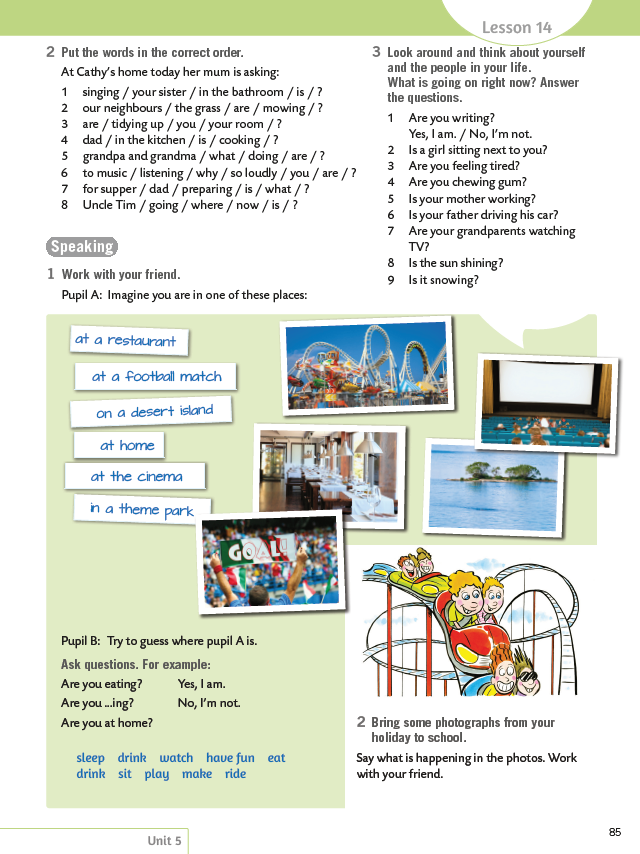 Lesson 14
2 Put the words in the correct order.
At Cathy's home today her mum is asking:
1 singing / your sister / in the bathroom / is / ?
2 our neighbours / the grass / are / mowing / ?
3 are / tidying up / you / your room / ?
4 dad / in the kitchen / is / cooking / ?
5 grandpa and grandma / what / doing / are / ?
6 to music / listening / why / so loudly / you / are / ?
7 for supper / dad / preparing / is / what / ?
8 Uncle Tim / going / where / now / is / ?
Speaking
1 Work with your friend.
Pupil A: Imagine you are in one of these places:
3 Look around and think about yourself
and the people in your life.
What is going on right now? Answer
the questions.
1 Are you writing?
Yes, I am. / No, I'm not.
2 Is a girl sitting next to you?
3 Are you feeling tired?
4 Are you chewing gum?
5 Is your mother working?
6 Is your father driving his car?
7 Are your grandparents watching
TV?
8 Is the sun shining?
9 Is it snowing?
at a restaurant
at a football match
on a desert island
at home
at the cinema
in a theme park
GOAL!
Pupil B: Try to guess where pupil A is.
Ask questions. For example:
Are you eating? Yes, I am.
Are you ...ing? No, I'm not.
Are you at home?
sleep drink watch have fun eat
drink sit play make ride
2 Bring some photographs from your
holiday to school.
Say what is happening in the photos. Work
with your friend.
Unit 5
85